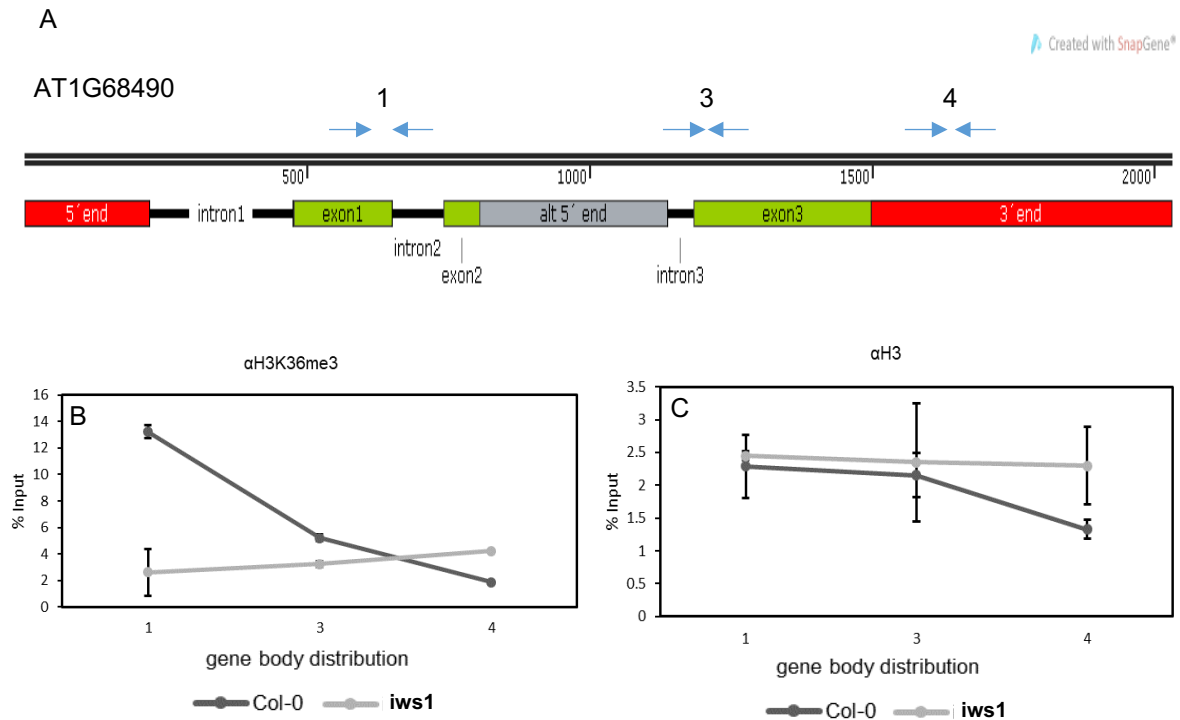 A
Created with SnapGene®
AT1G68490
1 3 4
500 1000 1500 2000
5´end intron1 exon1 alt 5´ end exon3 3´end
intron2 exon2 intron3
αH3K36me3
B
% Input
16
14
12
10
8
6
4
2
0
1 3 4
gene body distribution
Col-0 iws1
αH3
C
% Input
3.5
3
2.5
2
1.5
1
0.5
0
1 3 4
gene body distribution
Col-0 iws1